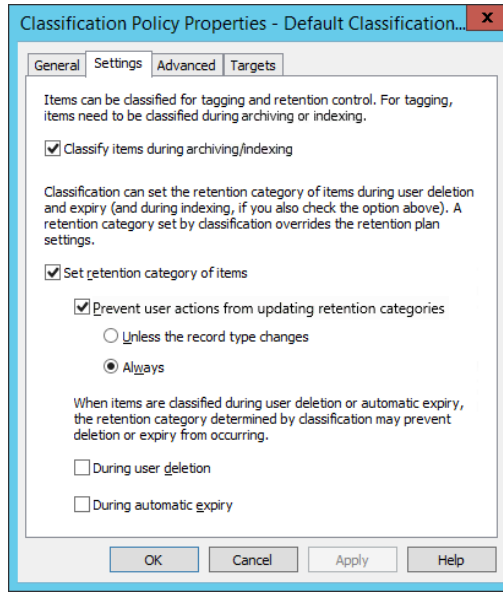 Classification Policy Properties - Default Classification...
x
General Settings Advanced Targets
Items can be classified for tagging and retention control. For tagging,
items need to be classified during archiving or indexing.
Classify items during archiving/indexing
Classification can set the retention category of items during user deletion
and expiry (and during indexing, if you also check the option above). A
retention category set by classification overrides the retention plan
settings.
Set retention category of items
Prevent user actions from updating retention categories
Unless the record type changes
Always
When items are classified during user deletion or automatic expiry,
the retention category determined by classification may prevent
deletion or expiry from occurring.
During user deletion
During automatic expiry
OK Cancel Apply Help